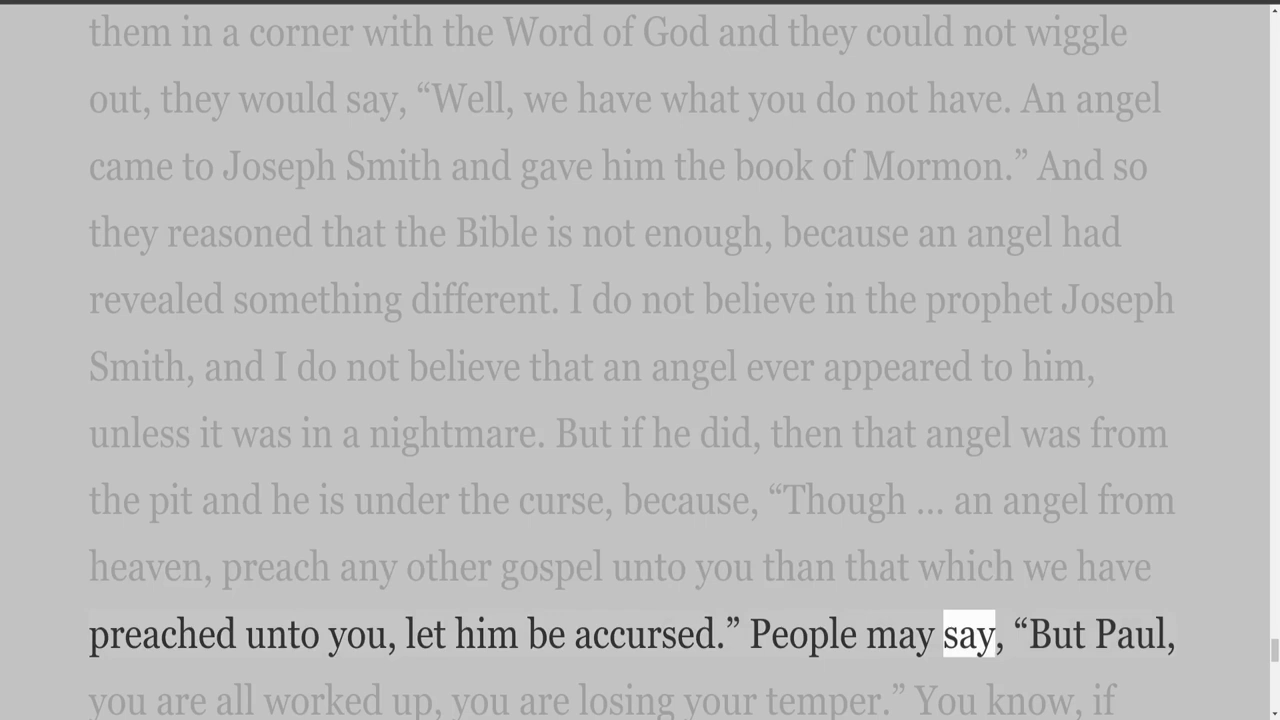 them in a corner with the Word of God and they could not wiggle
out, they would say, “Well, we have what you do not have. An angel
came to Joseph Smith and gave him the book of Mormon.” And so
they reasoned that the Bible is not enough, because an angel had
revealed something different. I do not believe in the prophet Joseph
Smith, and I do not believe that an angel ever appeared to him,
unless it was in a nightmare. But if he did, then that angel was from
the pit and he is under the curse, because, “Though ... an angel from
heaven, preach any other gospel unto you than that which we have
preached unto you, let him be accursed.” People may say, “But Paul,
you are all worked up, you are losing your temper.” You know, if